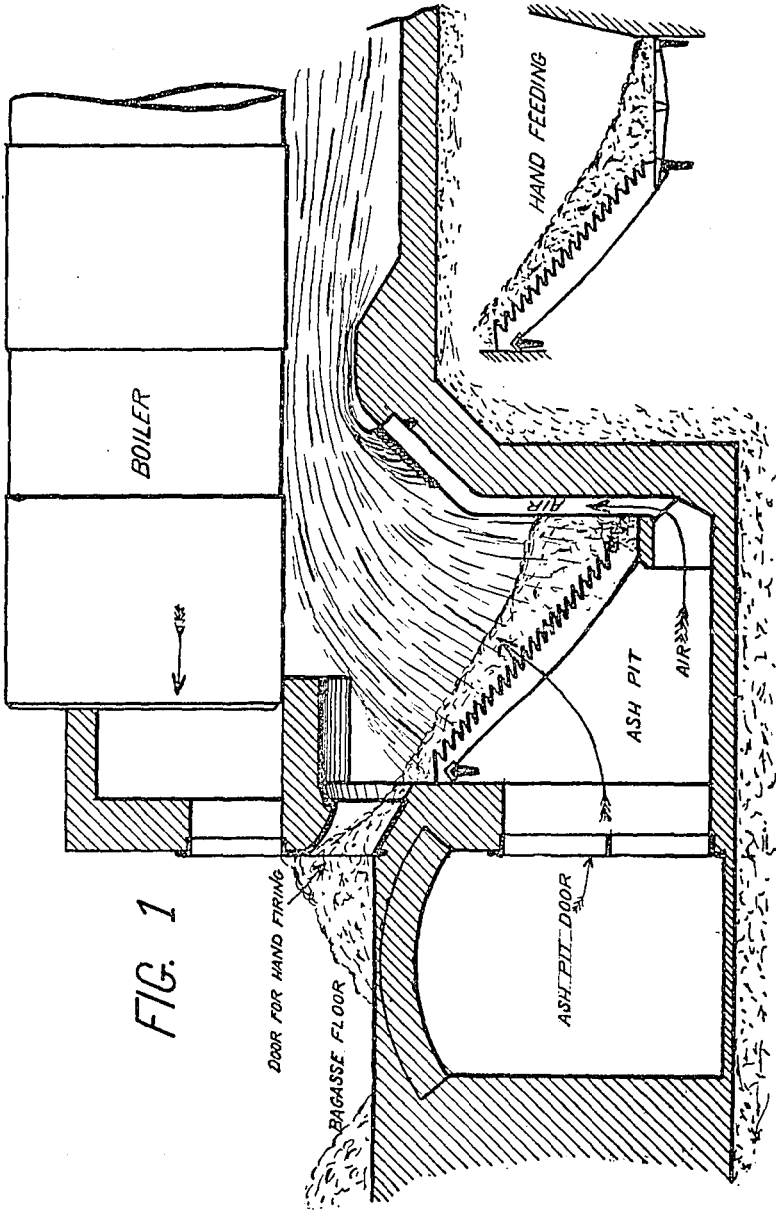 FIG. 1
BOILER
DOOR FOR HAND FIRING
BAGASSE FLOOR
AIR
ASH PIT
AIR
ASH PIT DOOR
HAND FEEDING